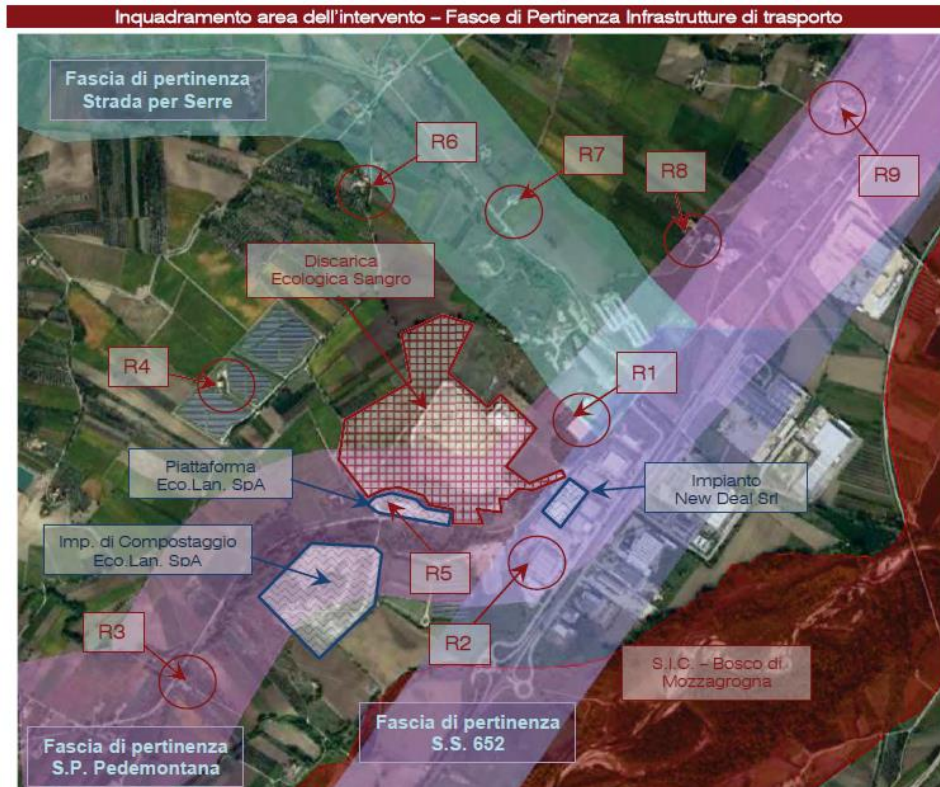 Inquadramento area dell'intervento – Fasce di Pertinenza Infrastrutture di trasporto
Fascia di pertinenza
Strada per Serre
R6
R7
R8
R9
Discarica
Ecologica Sangro
R4
R1
Piattaforma
Eco.Lan. SpA
Impianto
New Deal Srl
Imp. di Compostaggio
Eco.Lan. SpA
R5
R3
R2
S.I.C. – Bosco di
Mozzagrogna
Fascia di pertinenza
S.S. 652
Fascia di pertinenza
S.P. Pedemontana